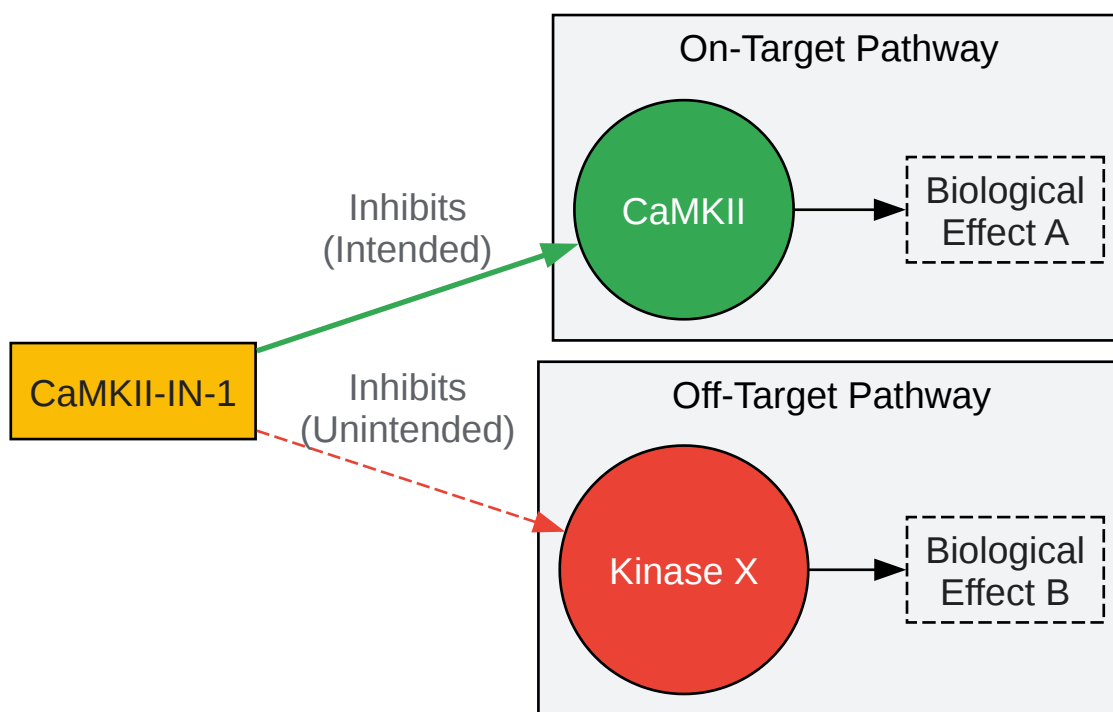 On-Target Pathway
CaMKII
Biological
Effect A
Inhibits
(Intended)
CaMKII-IN-1
Inhibits
(Unintended)
Off-Target Pathway
Kinase X
Biological
Effect B